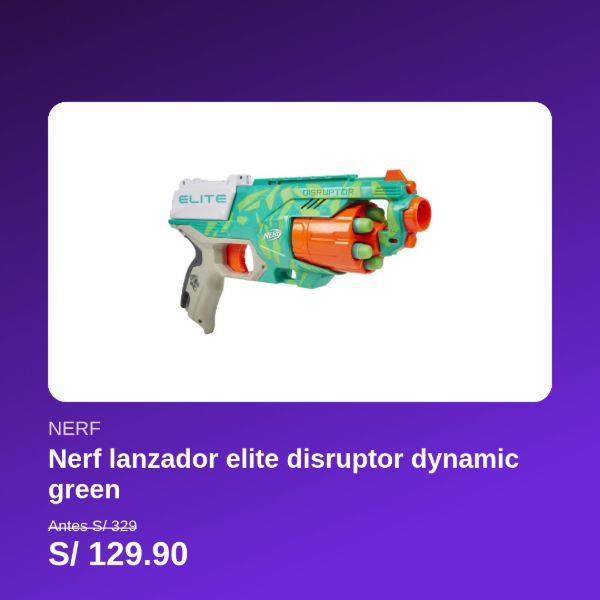 ELITE
DISRUPTOR
NERF
NERF
Nerf lanzador elite disruptor dynamic
green
Antes S/ 329
S/ 129.90